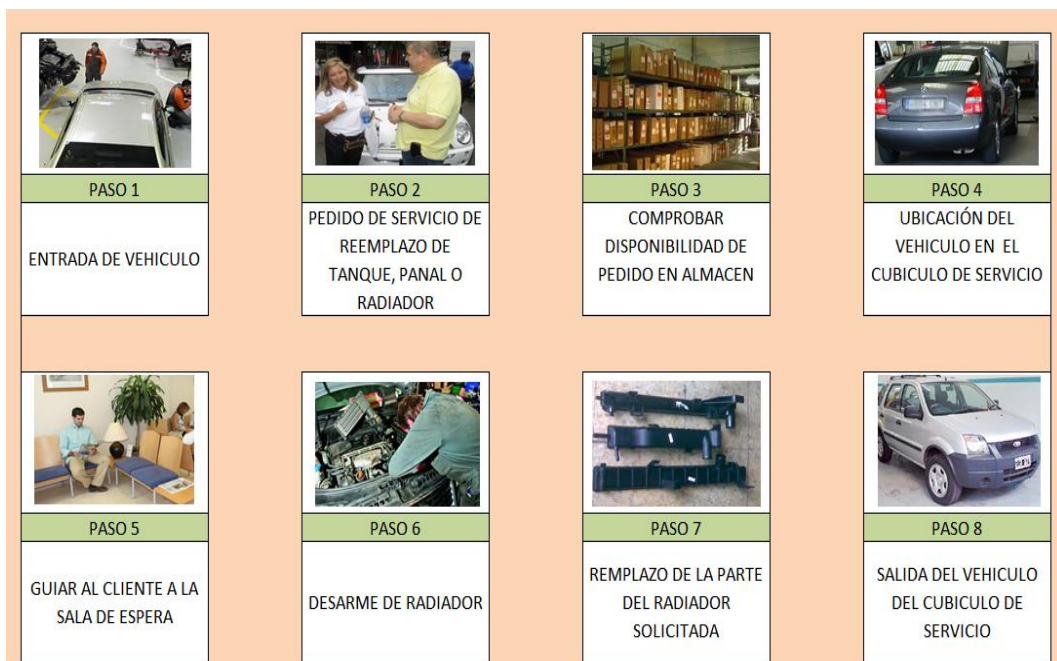 PASO 1
ENTRADA DE VEHICULO
PASO 2
PEDIDO DE SERVICIO DE
REEMPLAZO DE
TANQUE, PANAL O
RADIADOR
PASO 3
COMPROBAR
DISPONIBILIDAD DE
PEDIDO EN ALMACEN
PASO 4
UBICACIÓN DEL
VEHICULO EN EL
CUBICULO DE SERVICIO
PASO 5
GUIAR AL CLIENTE A LA
SALA DE ESPERA
PASO 6
DESARME DE RADIADOR
PASO 7
REMPLAZO DE LA PARTE
DEL RADIADOR
SOLICITADA
PASO 8
SALIDA DEL VEHICULO
DEL CUBICULO DE
SERVICIO